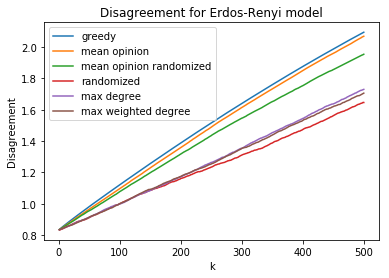 Disagreement for Erdos-Renyi model
greedy
mean opinion
mean opinion randomized
randomized
max degree
max weighted degree
Disagreement
2.0
1.8
1.6
1.4
1.2
1.0
0.8
0
100
200
300
400
500
k